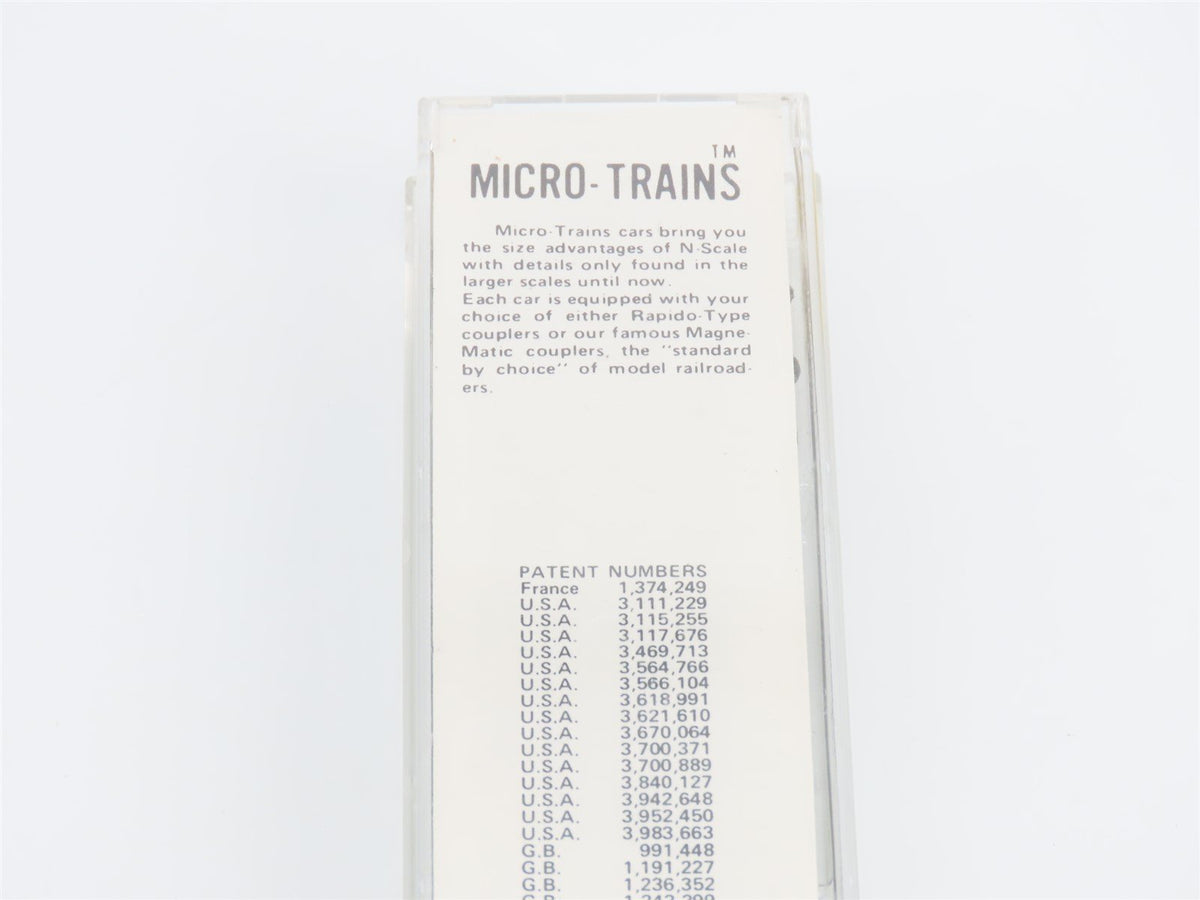 TM
MICRO-TRAINS
Micro-Trains cars bring you
the size advantages of N-Scale
with details only found in the
larger scales until now.
Each car is equipped with your
choice of either Rapido-Type
couplers or our famous Magne-
Matic couplers, the "standard
by choice" of model railroad-
ers.
PATENT NUMBERS
France 1,374,249
U.S.A. 3,111,229
U.S.A. 3,115,255
U.S.A. 3,117,676
U.S.A. 3,469,713
U.S.A. 3,564,766
U.S.A. 3,566,104
U.S.A. 3,618,991
U.S.A. 3,621,610
U.S.A. 3,670,064
U.S.A. 3,700,371
U.S.A. 3,700,889
U.S.A. 3,840,127
U.S.A. 3,942,648
U.S.A. 3,952,450
U.S.A. 3,983,663
G.B. 991,448
G.B. 1,191,227
G.B. 1,236,352
G.B.